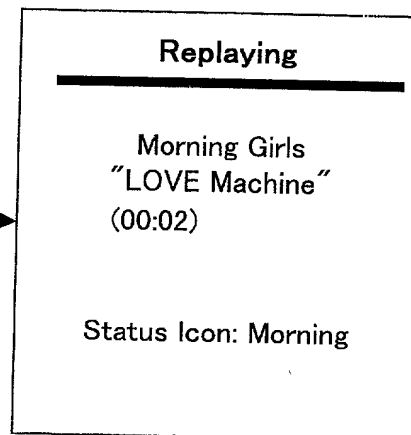 Replaying
Morning Girls
"LOVE Machine"
(00:02)
Status Icon: Morning